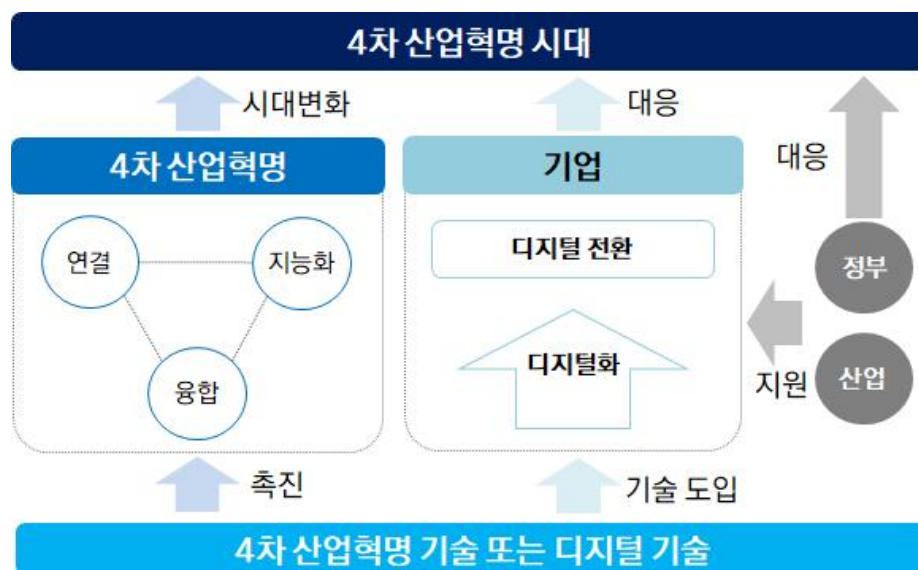 4차 산업혁명 시대
시대변화
대응
대응
4차 산업혁명
기업
연결
지능화
융합
디지털 전환
디지털화
정부
산업
지원
촉진
기술 도입
4차 산업혁명 기술 또는 디지털 기술